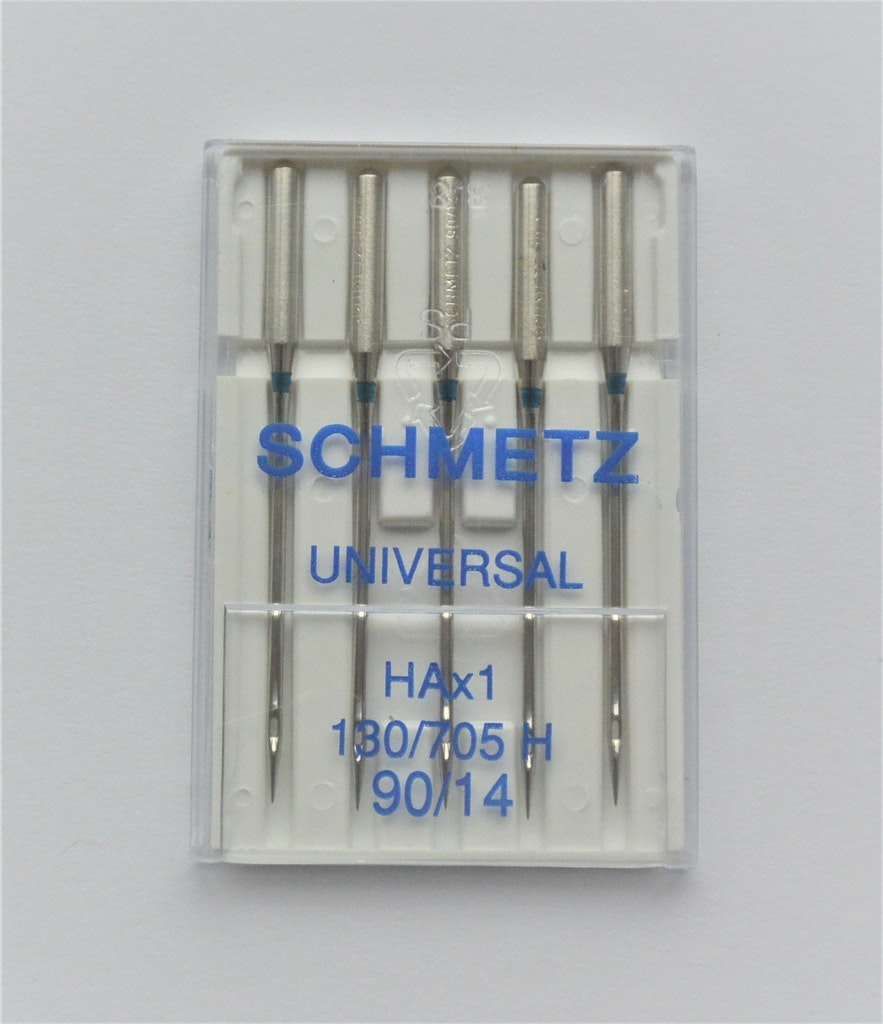 SCHMETZ
UNIVERSAL
HAx1
130/705 H
90/14